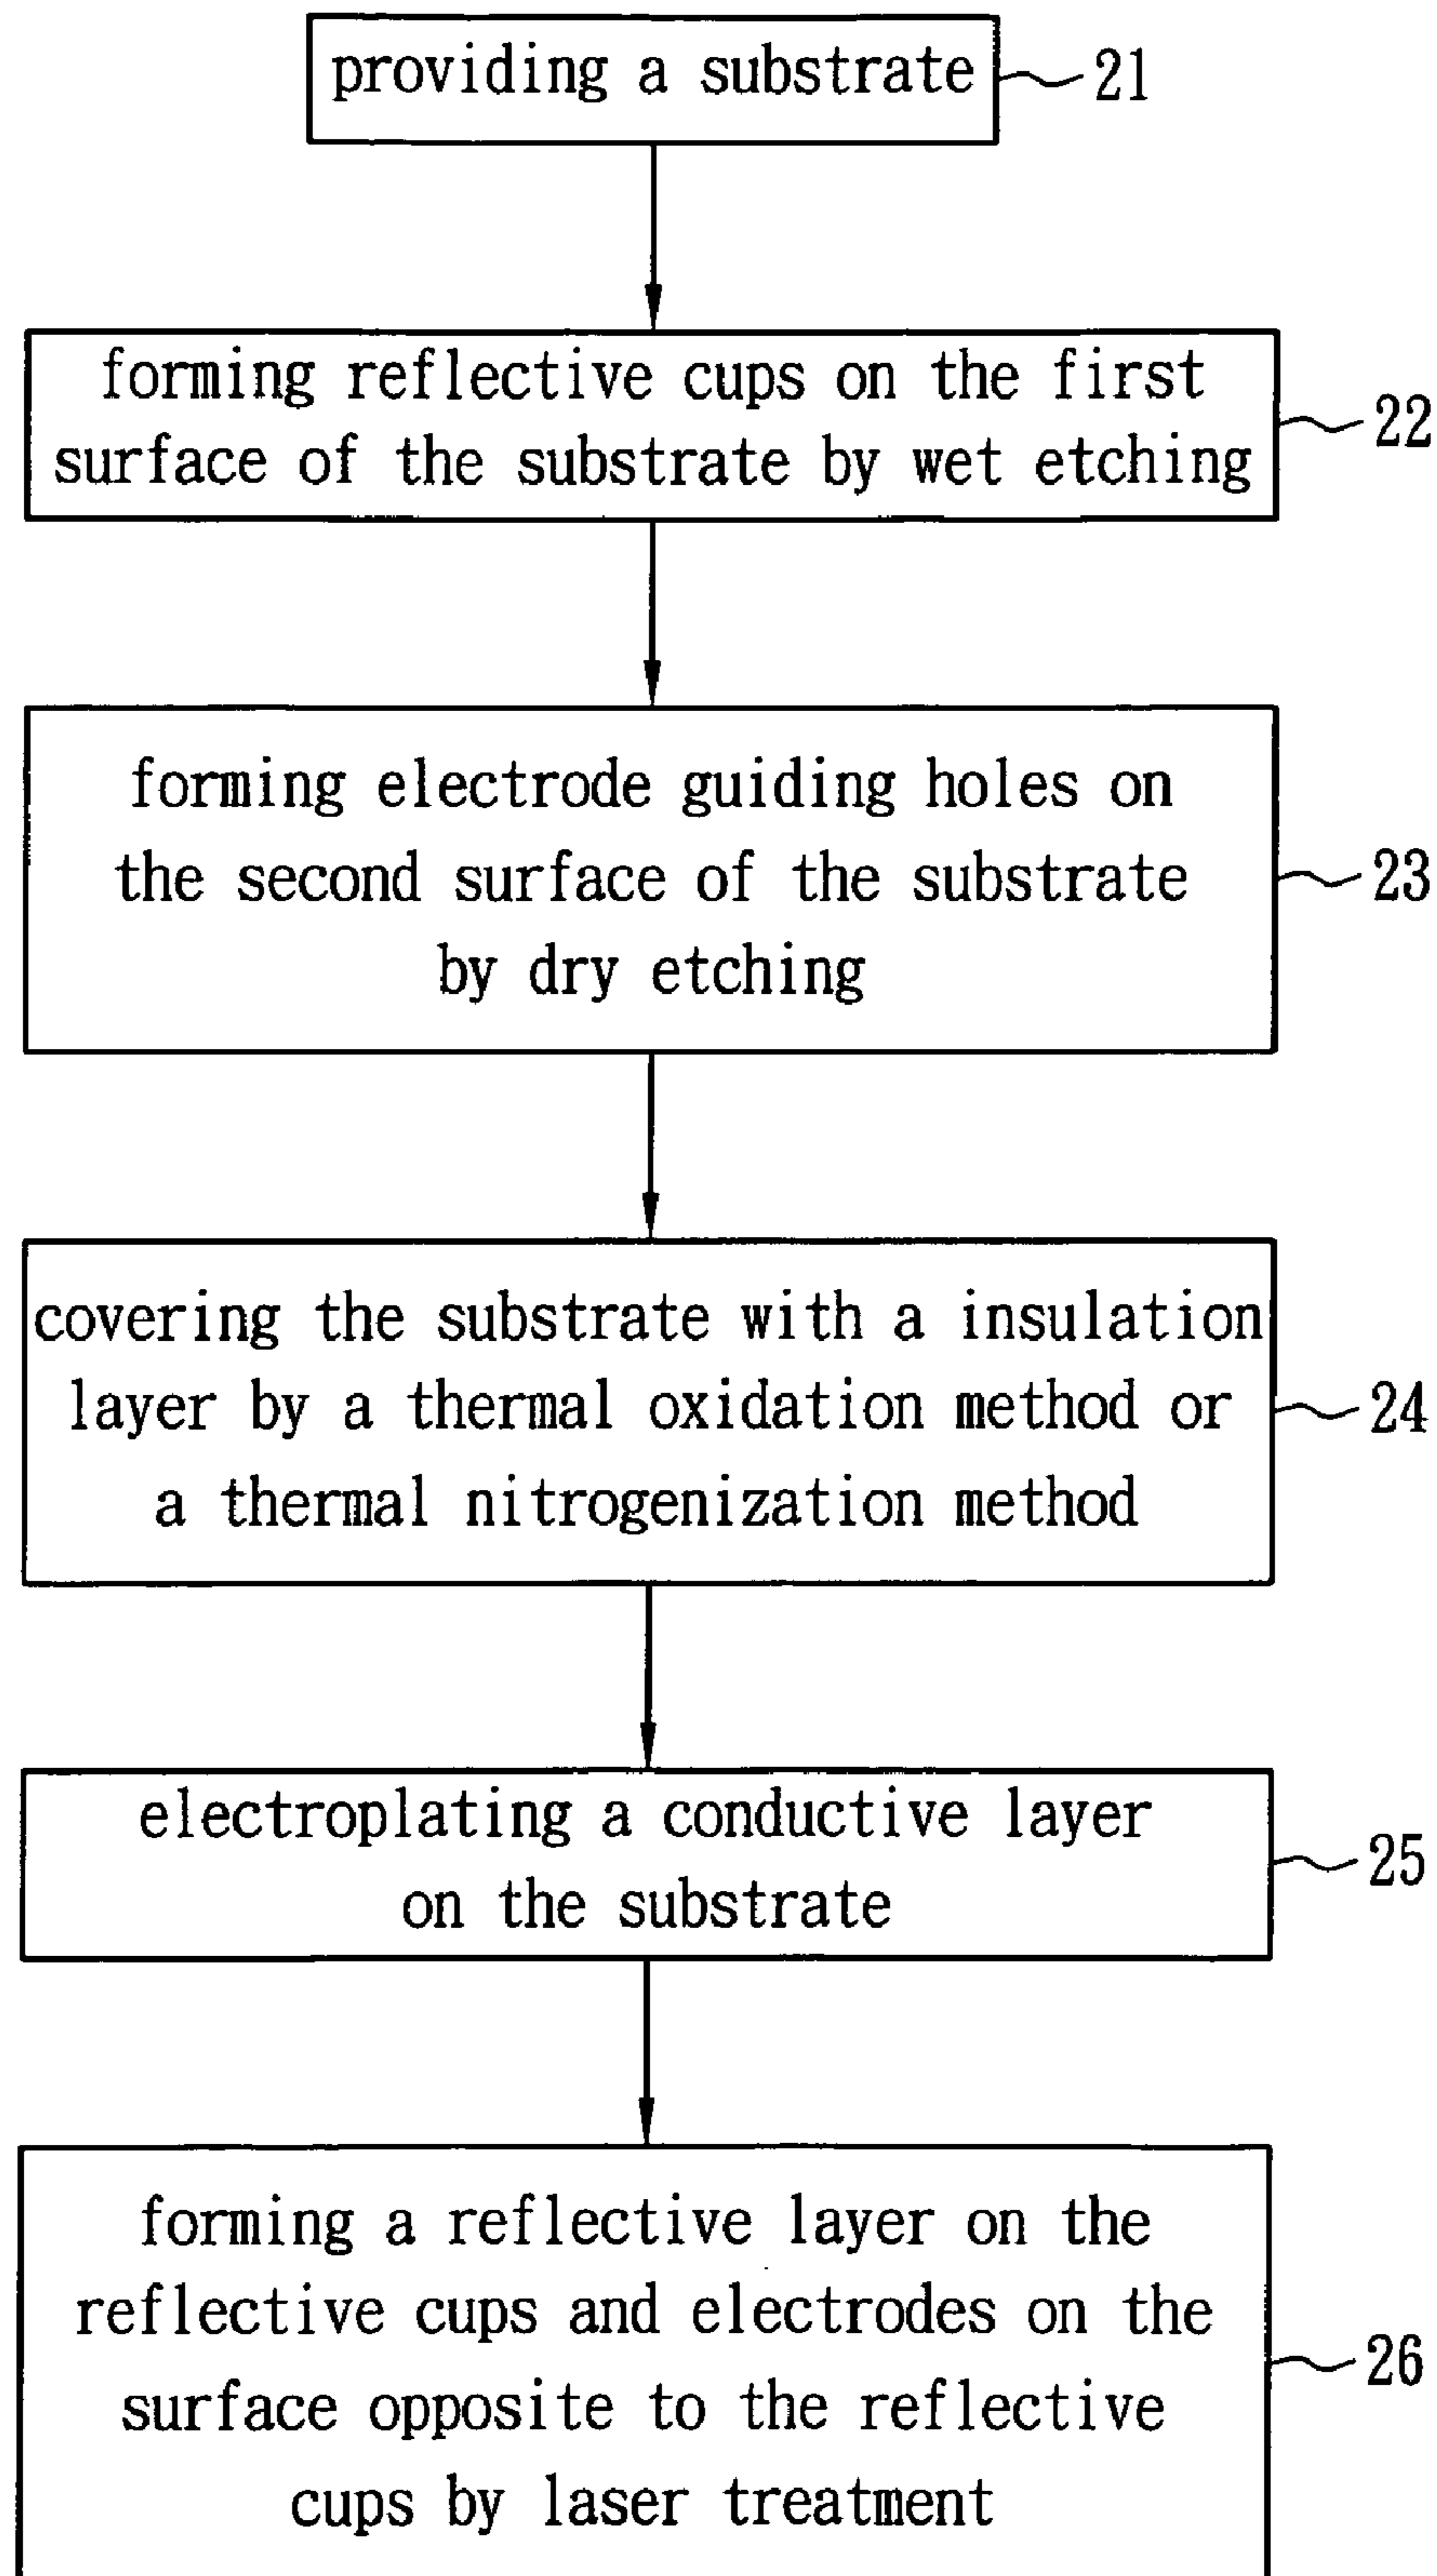 providing a substrate 21
forming reflective cups on the first
surface of the substrate by wet etching
22
forming electrode guiding holes on
the second surface of the substrate
by dry etching
23
covering the substrate with a insulation
layer by a thermal oxidation method or
a thermal nitrogenization method
24
electroplating a conductive layer
on the substrate
25
forming a reflective layer on the
reflective cups and electrodes on the
surface opposite to the reflective
cups by laser treatment
26